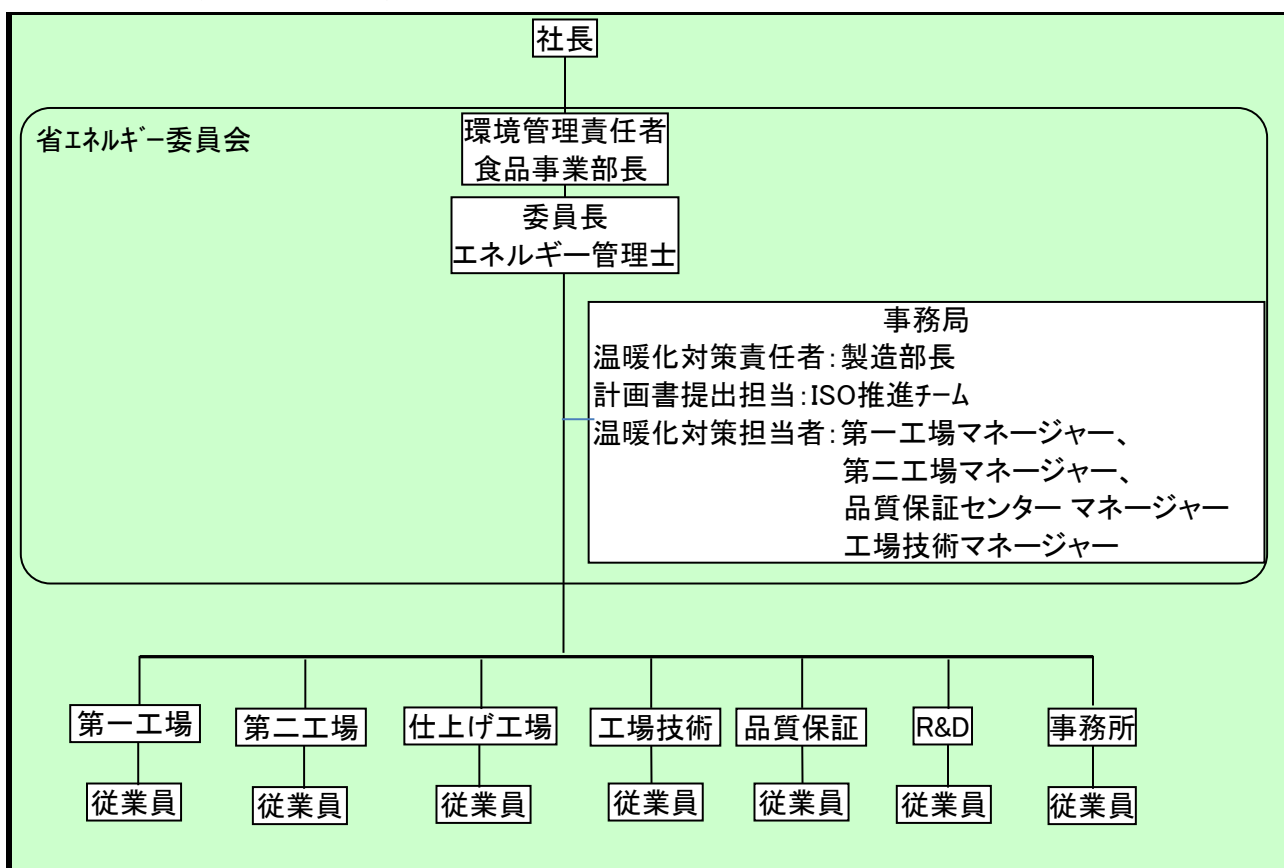 社長
省エネルギー委員会
環境管理責任者
食品事業部長
委員長
エネルギー管理士
事務局
温暖化対策責任者：製造部長
計画書提出担当：ISO推進チーム
温暖化対策担当者：第一工場マネージャー、
第二工場マネージャー、
品質保証センター マネージャー
工場技術マネージャー
第一工場 第二工場 仕上げ工場 工場技術 品質保証 R&D 事務所
従業員 従業員 従業員 従業員 従業員 従業員 従業員